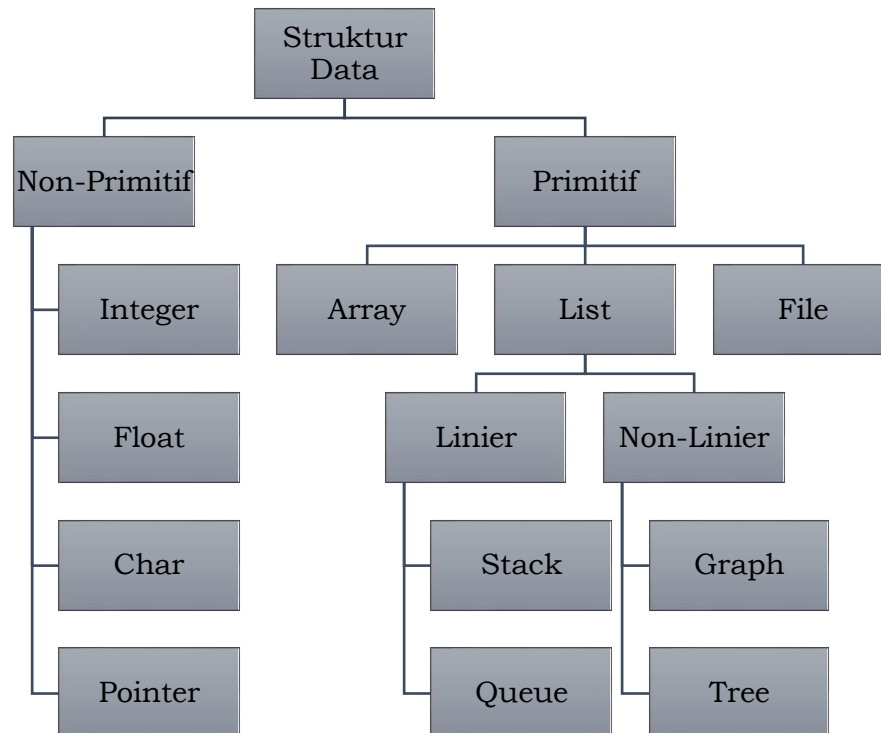 Struktur
Data
Non-Primitif
Primitif
Integer
Array
List
File
Float
Linier
Non-Linier
Char
Stack
Graph
Pointer
Queue
Tree